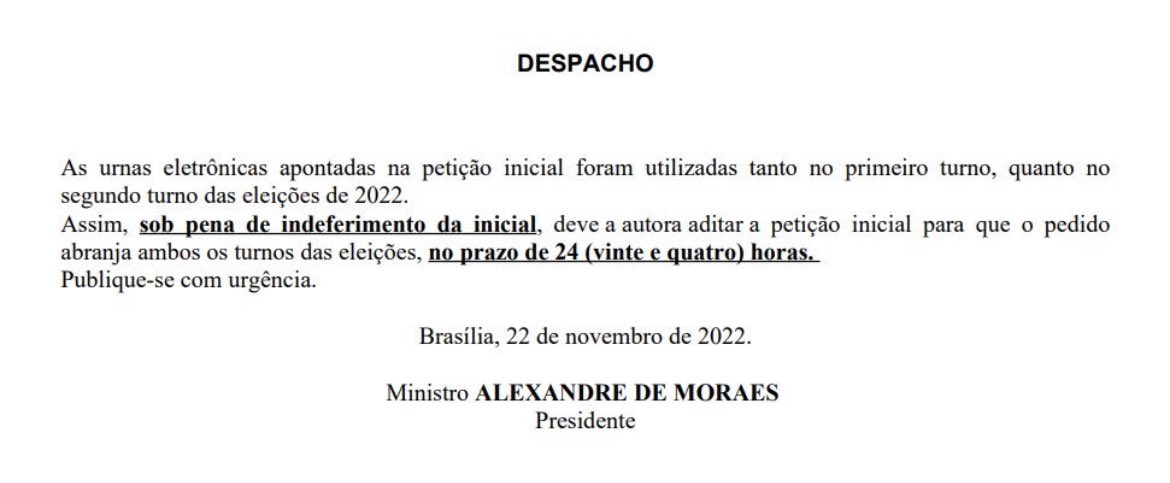 DESPACHO
As urnas eletrônicas apontadas na petição inicial foram utilizadas tanto no primeiro turno, quanto no
segundo turno das eleições de 2022.
Assim, sob pena de indeferimento da inicial, deve a autora aditar a petição inicial para que o pedido
abranja ambos os turnos das eleições, no prazo de 24 (vinte e quatro) horas.
Publique-se com urgência.
Brasília, 22 de novembro de 2022.
Ministro ALEXANDRE DE MORAES
Presidente